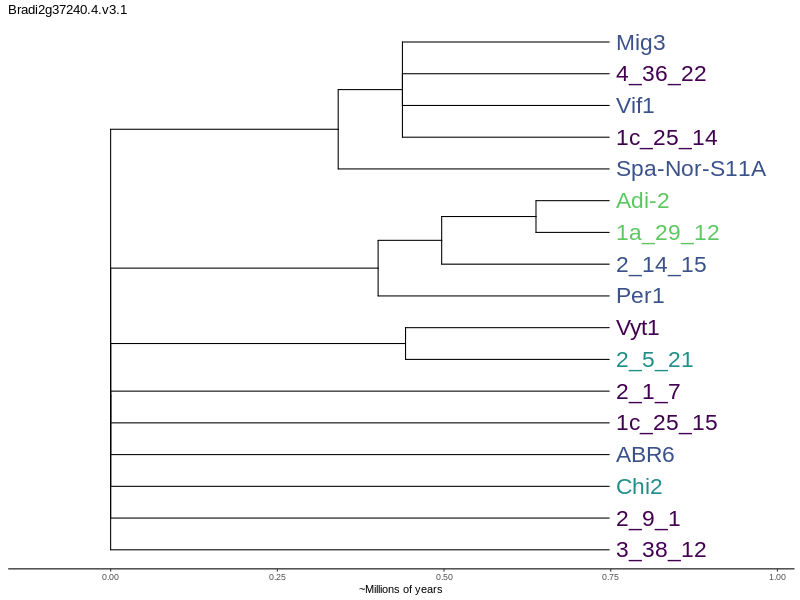 Bradi2g37240.4.v3.1
Mig3
4_36_22
Vif1
1c_25_14
Spa-Nor-S11A
Adi-2
1a_29_12
2_14_15
Per1
Vyt1
2_5_21
2_1_7
1c_25_15
ABR6
Chi2
2_9_1
3_38_12
0.00 0.25 0.50 0.75 1.00
~Millions of years